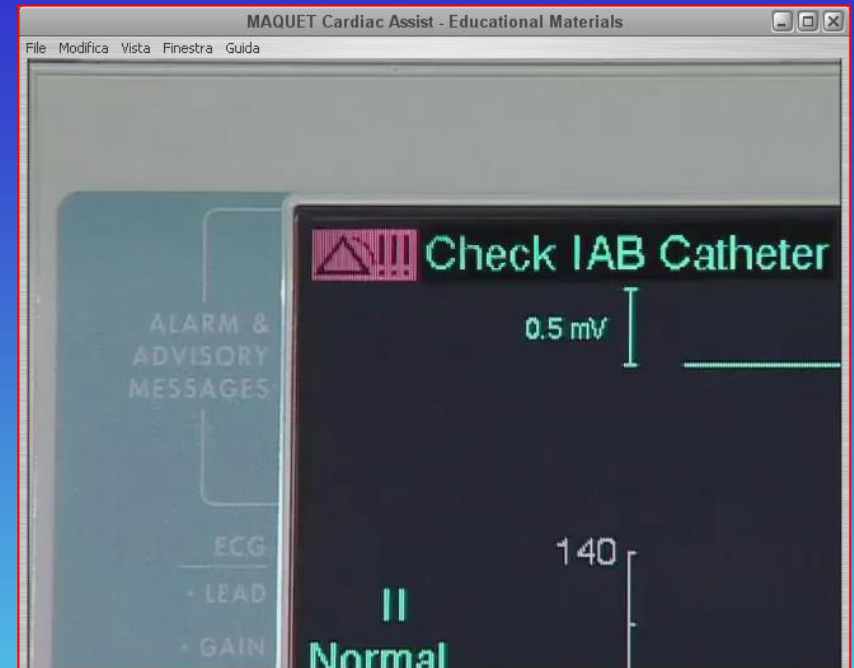 MAQUET Cardiac Assist - Educational Materials
File Modifica Vista Finestra Guida
!!! Check IAB Catheter
0.5 mV
ALARM &
ADVISORY
MESSAGES
ECG
• LEAD
• GAIN
140
II
Normal